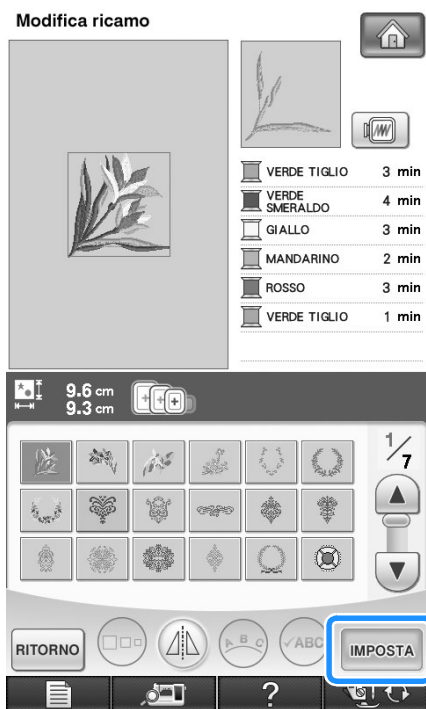 Modifica ricamo
VERDE TIGLIO 3 min
VERDE SMERALDO 4 min
GIALLO 3 min
MANDARINO 2 min
ROSSO 3 min
VERDE TIGLIO 1 min
9.6 cm
9.3 cm
1/7
RITORNO
A B C
✓ABC
IMPOSTA
?